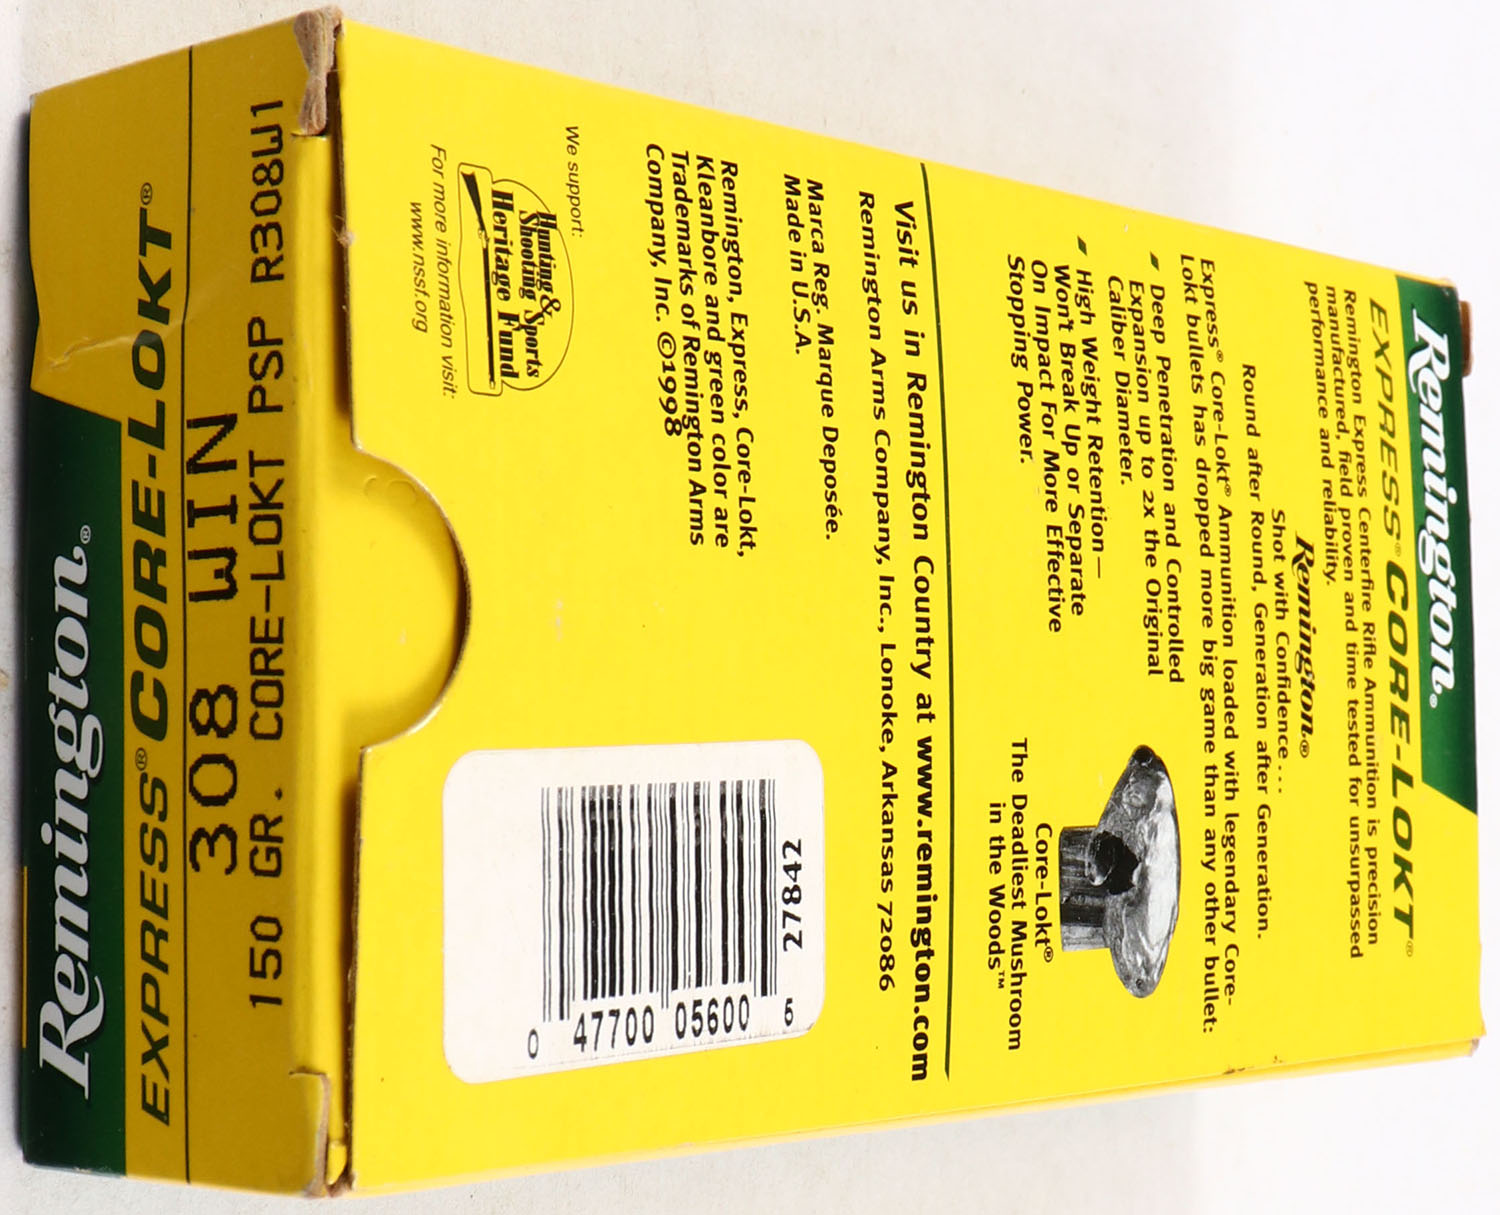 Remington®
EXPRESS® CORE-LOKT®
Remington Express Centerfire Rifle Ammunition is precision
manufactured, field proven and time tested for unsurpassed
performance and reliability.
Remington®
Shot with Confidence...
Round after Round, Generation after Generation.
Express® Core-Lokt® Ammunition loaded with legendary Core-
Lokt bullets has dropped more big game than any other bullet:
Deep Penetration and Controlled
Expansion up to 2x the Original
Caliber Diameter.
High Weight Retention—
Won't Break Up or Separate
On Impact For More Effective
Stopping Power.
Core-Lokt®
The Deadliest Mushroom
in the Woods™
Visit us in Remington Country at www.remington.com
Remington Arms Company, Inc., Lonoke, Arkansas 72086
Marca Reg. Marque Deposée.
Made in U.S.A.
Remington, Express, Core-Lokt,
Kleanbore and green color are
Trademarks of Remington Arms
Company, Inc. ©1998
We support:
Hunting &
Shooting Sports
Heritage Fund
For more information visit:
www.nssf.org
27842
0 47700 05600 5
Remington®
EXPRESS® CORE-LOKT®
308 WIN
150 GR. CORE-LOKT PSP R308W1